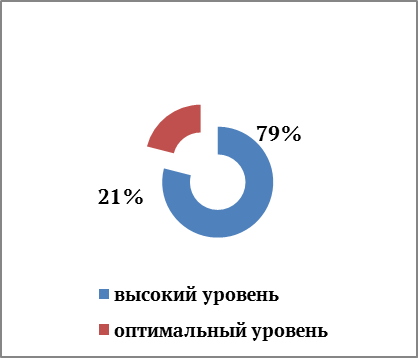 79%
21%
высокий уровень
оптимальный уровень